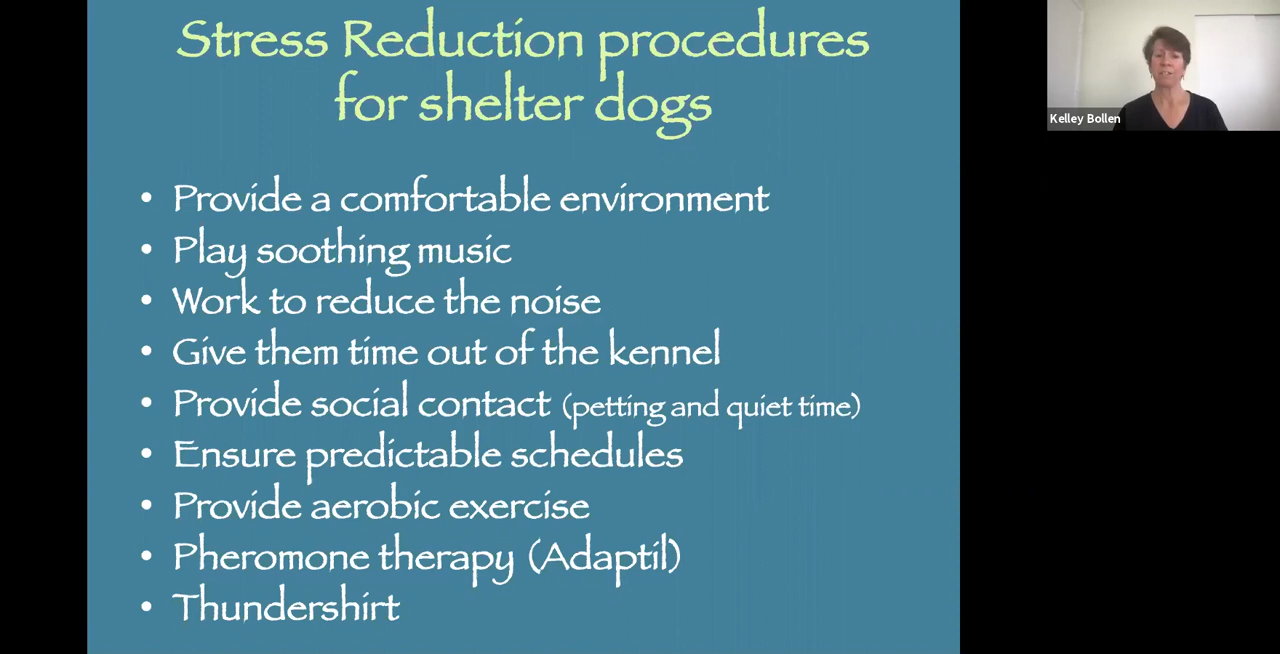 Stress Reduction procedures
for shelter dogs
• Provide a comfortable environment
• Play soothing music
• Work to reduce the noise
• Give them time out of the kennel
• Provide social contact (petting and quiet time)
• Ensure predictable schedules
• Provide aerobic exercise
• Pheromone therapy (Adaptil)
• Thundershirt
Kelley Bollen